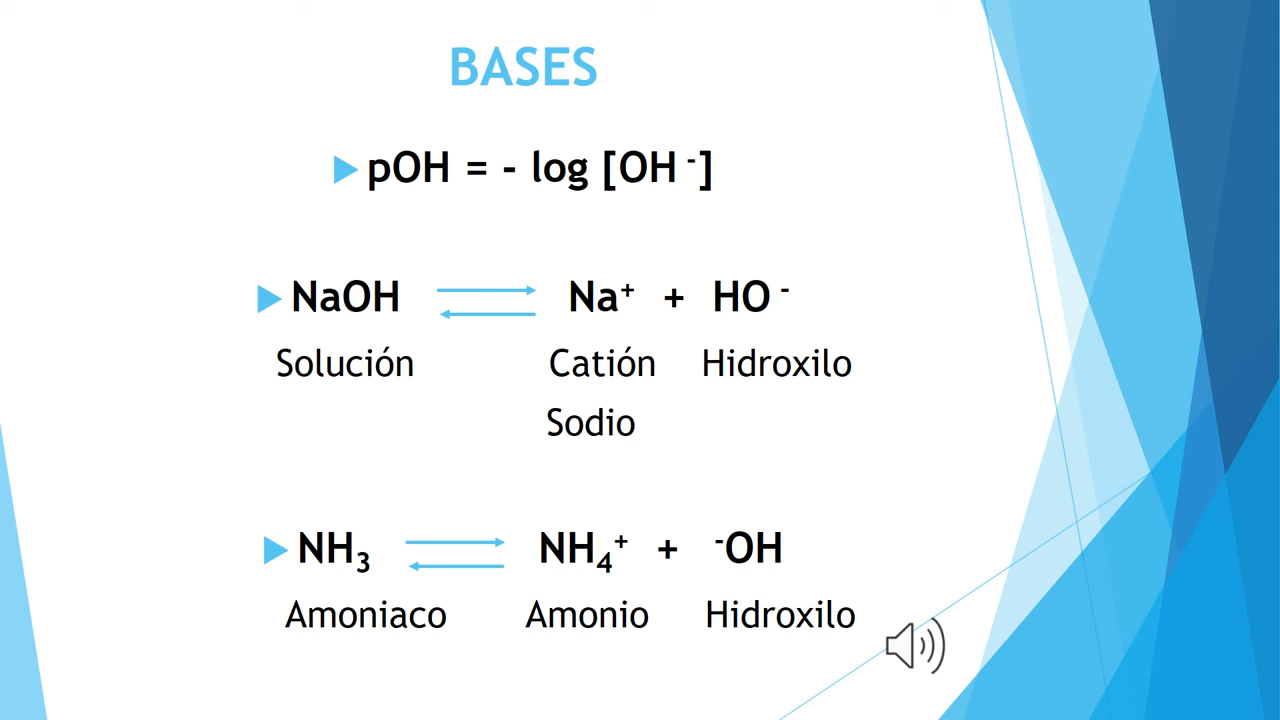 BASES
pOH = - log [OH ⁻]
NaOH ⇌ Na⁺ + HO ⁻
Solución Catión Hidroxilo
Sodio
NH₃ ⇌ NH₄⁺ + ⁻OH
Amoniaco Amonio Hidroxilo